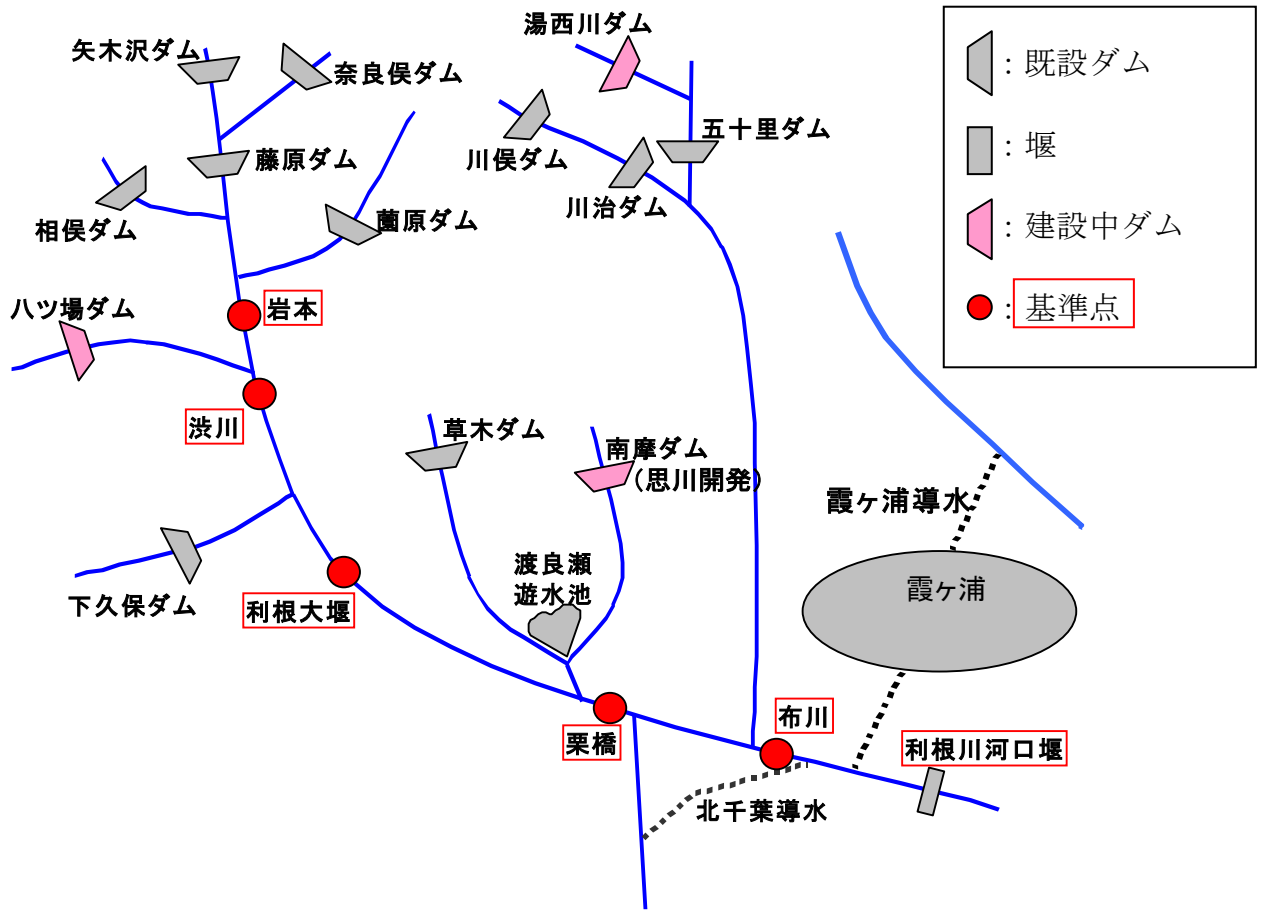 湯西川ダム
矢木沢ダム
奈良俣ダム
五十里ダム
藤原ダム
川俣ダム
川治ダム
相俣ダム
薗原ダム
八ツ場ダム
岩本
渋川
草木ダム
南摩ダム
（思川開発）
霞ヶ浦導水
渡良瀬
遊水池
霞ヶ浦
下久保ダム
利根大堰
布川
栗橋
利根川河口堰
北千葉導水
：既設ダム
：堰
：建設中ダム
：基準点